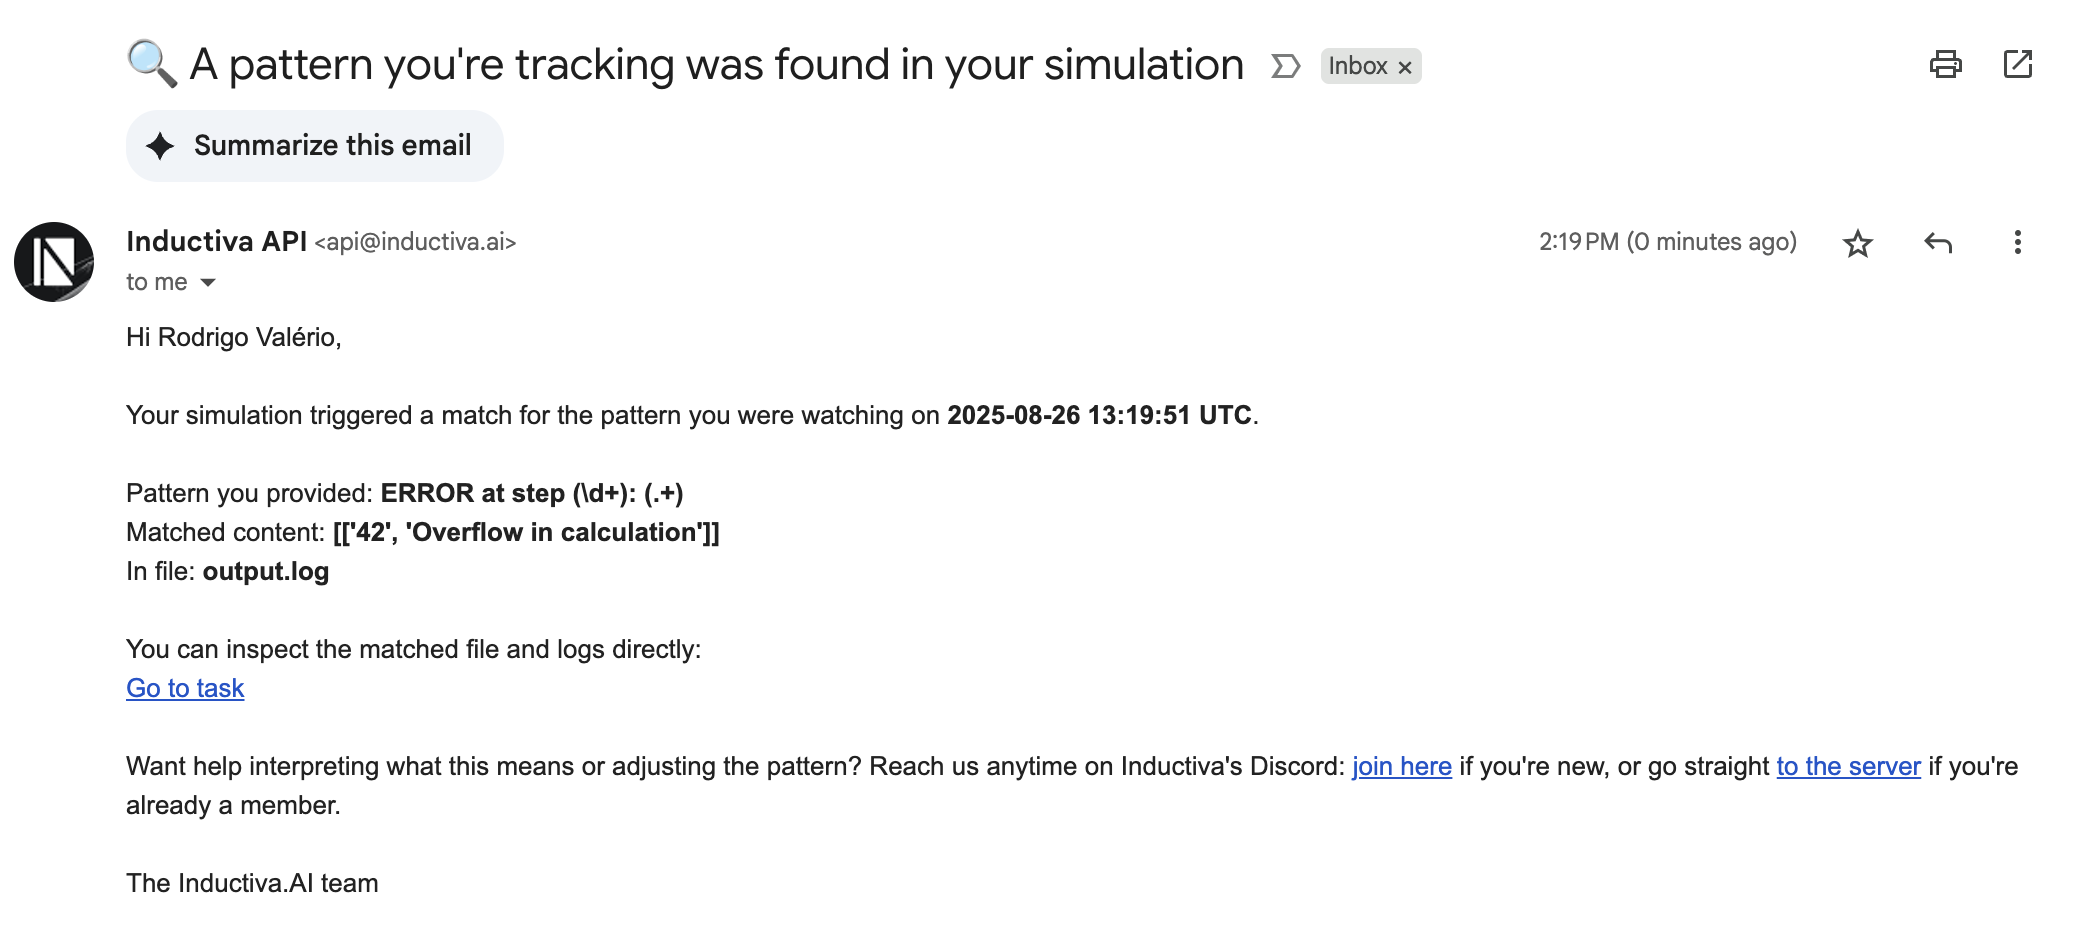 🔍 A pattern you're tracking was found in your simulation Inbox ×
Summarize this email
Inductiva API <api@inductiva.ai> 2:19 PM (0 minutes ago)
to me
Hi Rodrigo Valério,
Your simulation triggered a match for the pattern you were watching on 2025-08-26 13:19:51 UTC.
Pattern you provided: ERROR at step (\d+): (.+)
Matched content: [['42', 'Overflow in calculation']]
In file: output.log
You can inspect the matched file and logs directly:
Go to task
Want help interpreting what this means or adjusting the pattern? Reach us anytime on Inductiva's Discord: join here if you're new, or go straight to the server if you're
already a member.
The Inductiva.AI team